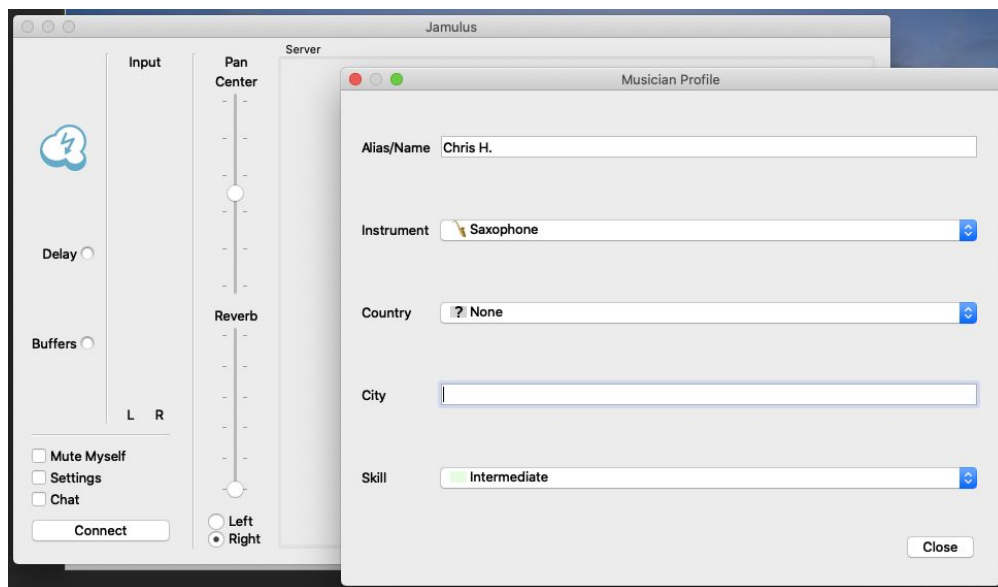 Jamulus
Input
Pan
Center
Server
Delay
Buffers
Reverb
L R
Mute Myself
Settings
Chat
Connect
Left
Right
Musician Profile
Alias/Name Chris H.
Instrument Saxophone
Country ? None
City
Skill Intermediate
Close